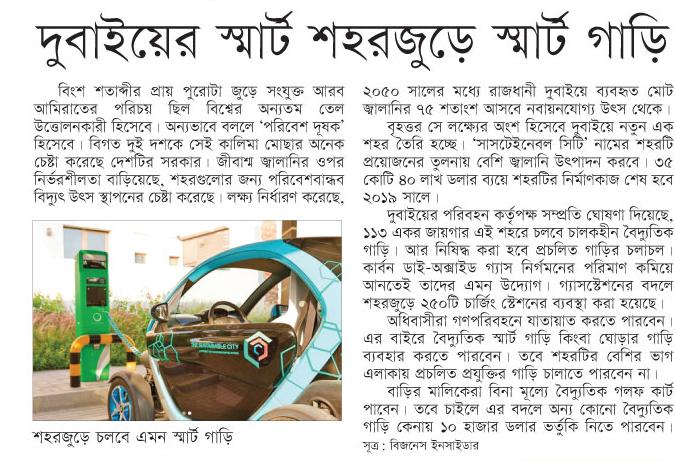 দুবাইয়ের স্মার্ট শহরজুড়ে স্মার্ট গাড়ি
বিংশ শতাব্দীর প্রায় পুরোটা জুড়ে সংযুক্ত আরব
আমিরাতের পরিচয় ছিল বিশ্বের অন্যতম তেল
উত্তোলনকারী হিসেবে। অন্যভাবে বললে ‘পরিবেশ দূষক’
হিসেবে। বিগত দুই দশকে সেই কালিমা মোছার অনেক
চেষ্টা করেছে দেশটির সরকার। জীবাশ্ম জ্বালানির ওপর
নির্ভরশীলতা বাড়িয়েছে, শহরগুলোর জন্য পরিবেশবান্ধব
বিদ্যুৎ উৎস স্থাপনের চেষ্টা করেছে। লক্ষ্য নির্ধারণ করেছে,
THE SUSTAINABLE CITY
শহরজুড়ে চলবে এমন স্মার্ট গাড়ি
২০৫০ সালের মধ্যে রাজধানী দুবাইয়ে ব্যবহৃত মোট
জ্বালানির ৭৫ শতাংশ আসবে নবায়নযোগ্য উৎস থেকে।
বৃহত্তর সে লক্ষ্যের অংশ হিসেবে দুবাইয়ে নতুন এক
শহর তৈরি হচ্ছে। ‘সাসটেইনেবল সিটি’ নামের শহরটি
প্রয়োজনের তুলনায় বেশি জ্বালানি উৎপাদন করবে। ৩৫
কোটি ৪০ লাখ ডলার ব্যয়ে শহরটির নির্মাণকাজ শেষ হবে
২০১৯ সালে।
দুবাইয়ের পরিবহন কর্তৃপক্ষ সম্প্রতি ঘোষণা দিয়েছে,
১১৩ একর জায়গার এই শহরে চলবে চালকহীন বৈদ্যুতিক
গাড়ি। আর নিষিদ্ধ করা হবে প্রচলিত গাড়ির চলাচল।
কার্বন ডাই-অক্সাইড গ্যাস নির্গমনের পরিমাণ কমিয়ে
আনতেই তাদের এমন উদ্যোগ। গ্যাসস্টেশনের বদলে
শহরজুড়ে ২৫০টি চার্জিং স্টেশনের ব্যবস্থা করা হয়েছে।
অধিবাসীরা গণপরিবহনে যাতায়াত করতে পারবেন।
এর বাইরে বৈদ্যুতিক স্মার্ট গাড়ি কিংবা ঘোড়ার গাড়ি
ব্যবহার করতে পারবেন। তবে শহরটির বেশির ভাগ
এলাকায় প্রচলিত প্রযুক্তির গাড়ি চালাতে পারবেন না।
বাড়ির মালিকেরা বিনা মূল্যে বৈদ্যুতিক গলফ কার্ট
পাবেন। তবে চাইলে এর বদলে অন্য কোনো বৈদ্যুতিক
গাড়ি কেনায় ১০ হাজার ডলার ভর্তুকি নিতে পারবেন।
সূত্র : বিজনেস ইনসাইডার